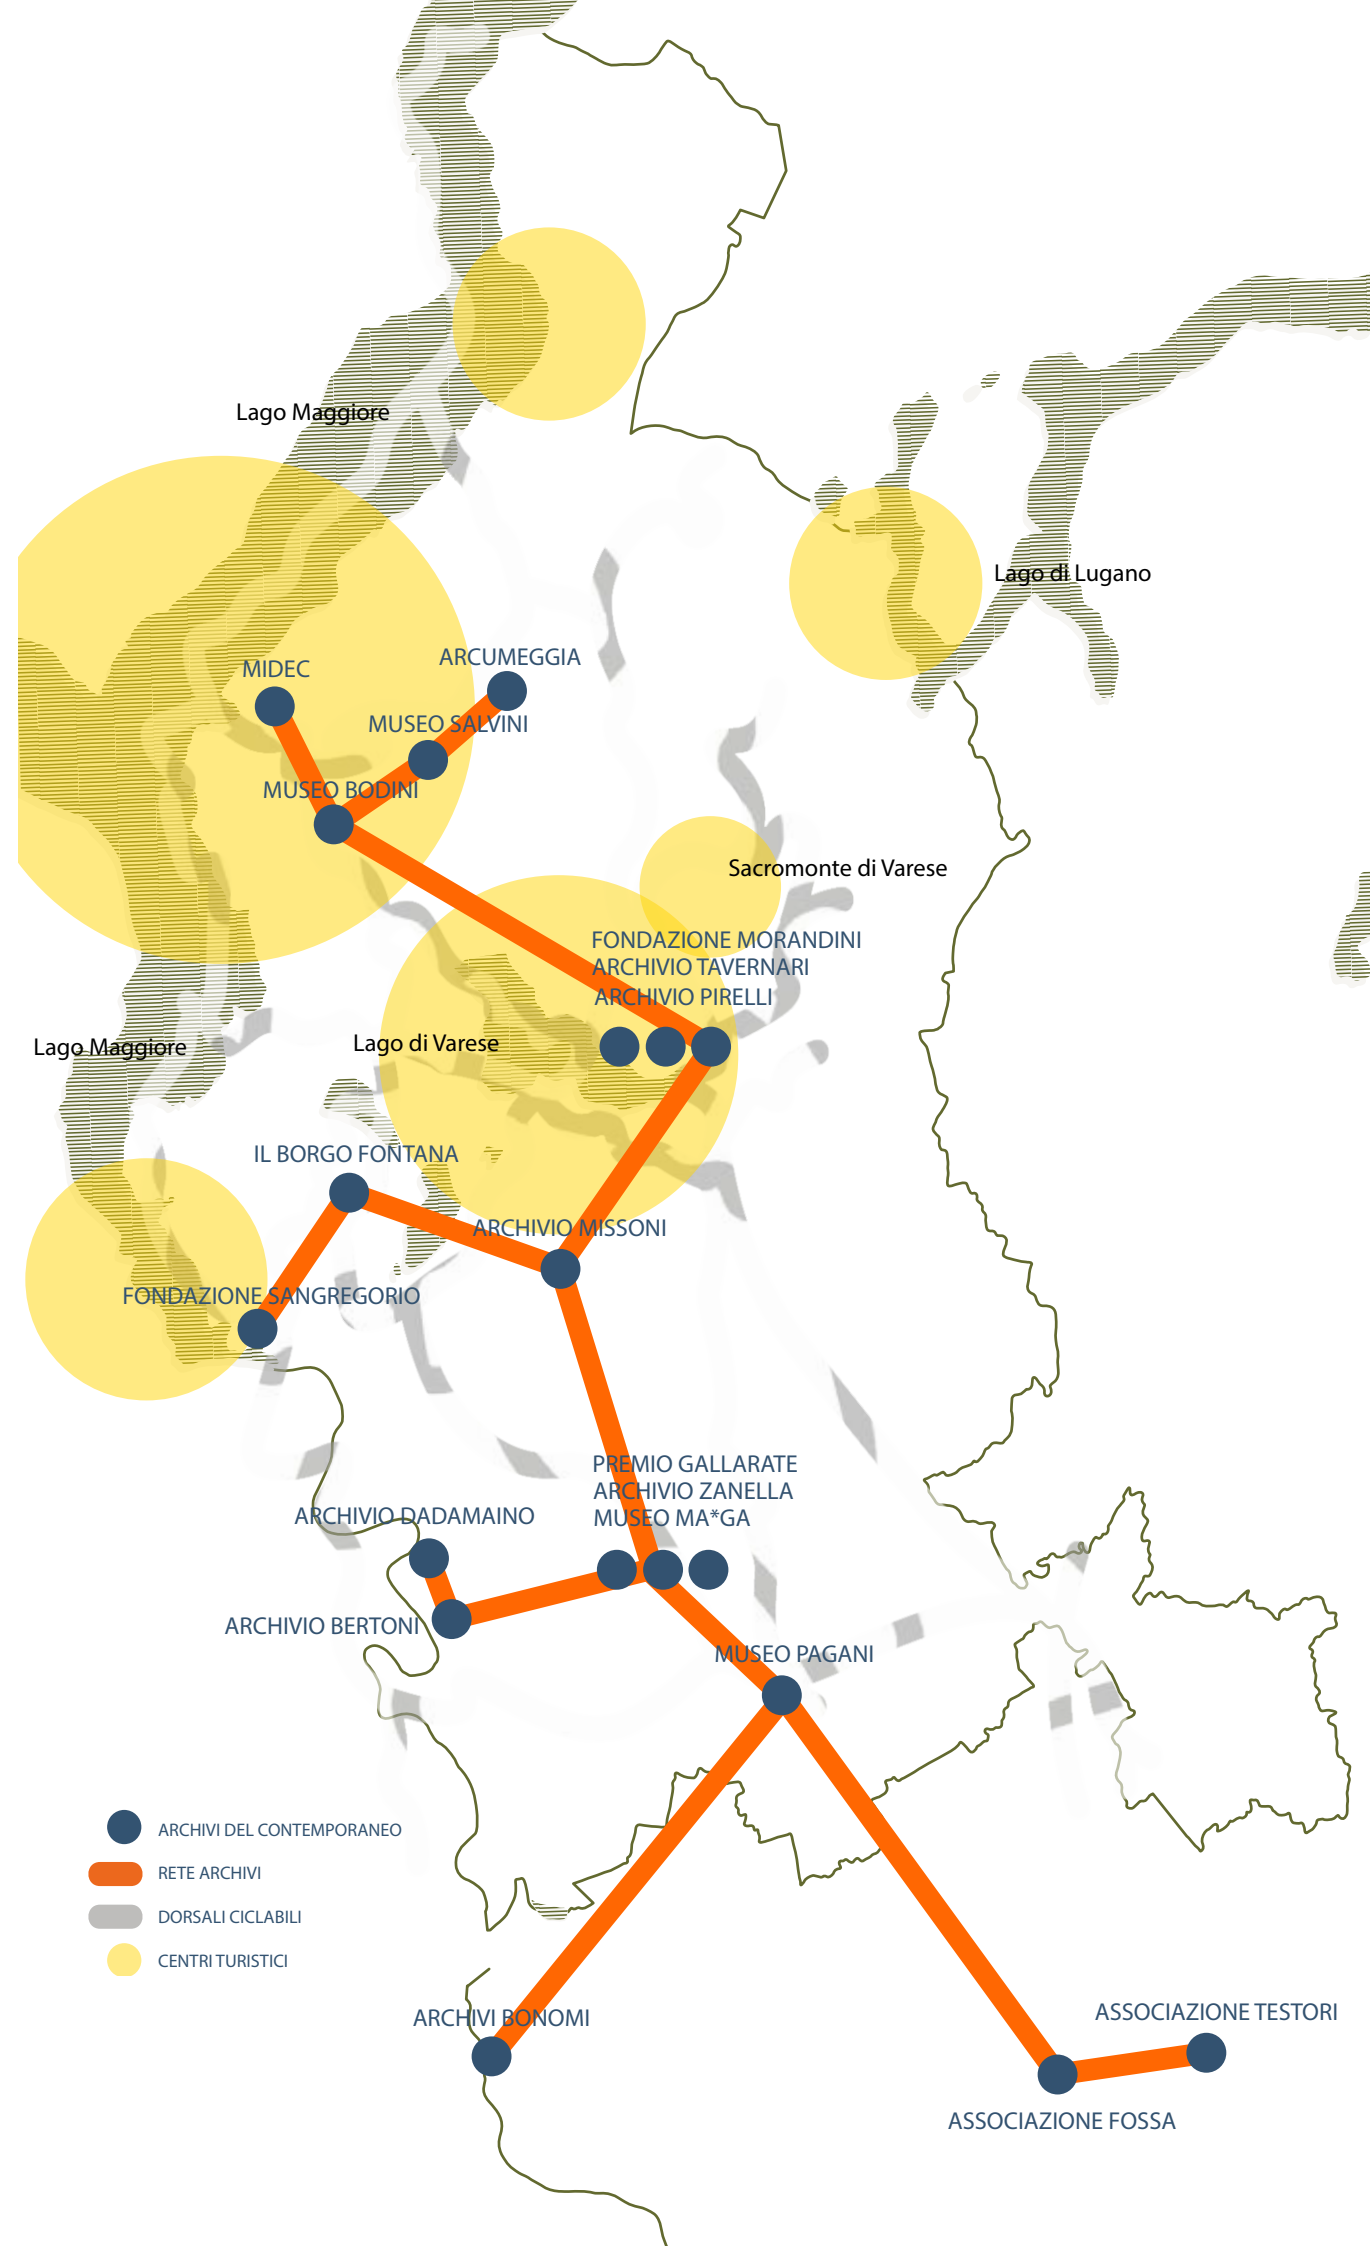 Lago Maggiore
Lago di Lugano
ARCUMEGGIA
MIDEC
MUSEO SALVINI
MUSEO BODINI
Sacromonte di Varese
FONDAZIONE MORANDINI
ARCHIVIO TAVERNARI
ARCHIVIO PIRELLI
Lago di Varese
Lago Maggiore
IL BORGO FONTANA
ARCHIVIO MISSONI
FONDAZIONE SANGREGORIO
PREMIO GALLARATE
ARCHIVIO ZANELLA
MUSEO MA*GA
ARCHIVIO DADAMAINO
ARCHIVIO BERTONI
MUSEO PAGANI
ARCHIVI DEL CONTEMPORANEO
RETE ARCHIVI
DORSALI CICLABILI
CENTRI TURISTICI
ARCHIVI BONOMI
ASSOCIAZIONE TESTORI
ASSOCIAZIONE FOSSA